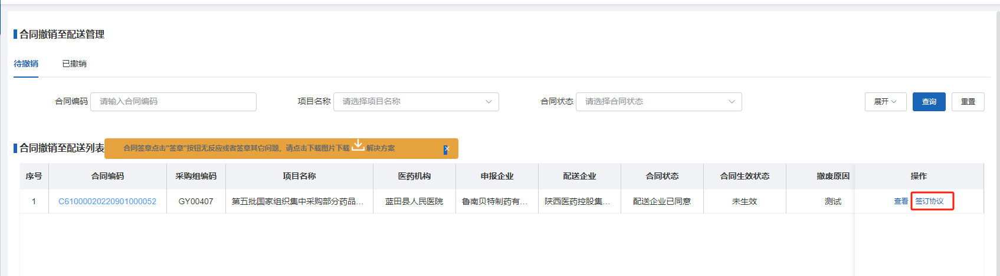 合同撤销至配送管理
待撤销 已撤销
合同编码 请输入合同编码 项目名称 请选择项目名称 合同状态 请选择合同状态 展开 查询 重置
合同撤销至配送列表 合同签章点击"签章"按钮无反应或者签章其它问题，请点击下载图片下载 解决方案 ×
序号 合同编码 采购组编码 项目名称 医药机构 申报企业 配送企业 合同状态 合同生效状态 撤废原因 操作
1 C61000020220901000052 GY00407 第五批国家组织集中采购部分药品... 蓝田县人民医院 鲁南贝特制药有... 陕西医药控股集... 配送企业已同意 未生效 测试 查看 签订协议